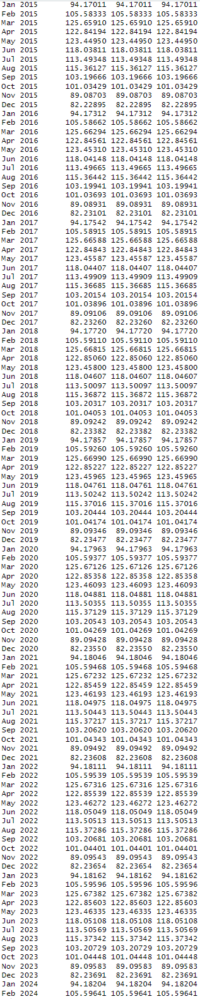 Jan 2015 94.17011 94.17011 94.17011
Feb 2015 105.58333 105.58333 105.58333
Mar 2015 125.65910 125.65910 125.65910
Apr 2015 122.84194 122.84194 122.84194
May 2015 123.44950 123.44950 123.44950
Jun 2015 118.03811 118.03811 118.03811
Jul 2015 113.49348 113.49348 113.49348
Aug 2015 115.36127 115.36127 115.36127
Sep 2015 103.19666 103.19666 103.19666
Oct 2015 101.03429 101.03429 101.03429
Nov 2015 89.08703 89.08703 89.08703
Dec 2015 82.22895 82.22895 82.22895
Jan 2016 94.17312 94.17312 94.17312
Feb 2016 105.58662 105.58662 105.58662
Mar 2016 125.66294 125.66294 125.66294
Apr 2016 122.84561 122.84561 122.84561
May 2016 123.45310 123.45310 123.45310
Jun 2016 118.04148 118.04148 118.04148
Jul 2016 113.49665 113.49665 113.49665
Aug 2016 115.36442 115.36442 115.36442
Sep 2016 103.19941 103.19941 103.19941
Oct 2016 101.03693 101.03693 101.03693
Nov 2016 89.08931 89.08931 89.08931
Dec 2016 82.23101 82.23101 82.23101
Jan 2017 94.17542 94.17542 94.17542
Feb 2017 105.58915 105.58915 105.58915
Mar 2017 125.66588 125.66588 125.66588
Apr 2017 122.84843 122.84843 122.84843
May 2017 123.45587 123.45587 123.45587
Jun 2017 118.04407 118.04407 118.04407
Jul 2017 113.49909 113.49909 113.49909
Aug 2017 115.36685 115.36685 115.36685
Sep 2017 103.20154 103.20154 103.20154
Oct 2017 101.03896 101.03896 101.03896
Nov 2017 89.09106 89.09106 89.09106
Dec 2017 82.23260 82.23260 82.23260
Jan 2018 94.17720 94.17720 94.17720
Feb 2018 105.59110 105.59110 105.59110
Mar 2018 125.66815 125.66815 125.66815
Apr 2018 122.85060 122.85060 122.85060
May 2018 123.45800 123.45800 123.45800
Jun 2018 118.04607 118.04607 118.04607
Jul 2018 113.50097 113.50097 113.50097
Aug 2018 115.36872 115.36872 115.36872
Sep 2018 103.20317 103.20317 103.20317
Oct 2018 101.04053 101.04053 101.04053
Nov 2018 89.09242 89.09242 89.09242
Dec 2018 82.23382 82.23382 82.23382
Jan 2019 94.17857 94.17857 94.17857
Feb 2019 105.59260 105.59260 105.59260
Mar 2019 125.66990 125.66990 125.66990
Apr 2019 122.85227 122.85227 122.85227
May 2019 123.45965 123.45965 123.45965
Jun 2019 118.04761 118.04761 118.04761
Jul 2019 113.50242 113.50242 113.50242
Aug 2019 115.37016 115.37016 115.37016
Sep 2019 103.20444 103.20444 103.20444
Oct 2019 101.04174 101.04174 101.04174
Nov 2019 89.09346 89.09346 89.09346
Dec 2019 82.23477 82.23477 82.23477
Jan 2020 94.17963 94.17963 94.17963
Feb 2020 105.59377 105.59377 105.59377
Mar 2020 125.67126 125.67126 125.67126
Apr 2020 122.85358 122.85358 122.85358
May 2020 123.46093 123.46093 123.46093
Jun 2020 118.04881 118.04881 118.04881
Jul 2020 113.50355 113.50355 113.50355
Aug 2020 115.37129 115.37129 115.37129
Sep 2020 103.20543 103.20543 103.20543
Oct 2020 101.04269 101.04269 101.04269
Nov 2020 89.09428 89.09428 89.09428
Dec 2020 82.23550 82.23550 82.23550
Jan 2021 94.18046 94.18046 94.18046
Feb 2021 105.59468 105.59468 105.59468
Mar 2021 125.67232 125.67232 125.67232
Apr 2021 122.85459 122.85459 122.85459
May 2021 123.46193 123.46193 123.46193
Jun 2021 118.04975 118.04975 118.04975
Jul 2021 113.50443 113.50443 113.50443
Aug 2021 115.37217 115.37217 115.37217
Sep 2021 103.20620 103.20620 103.20620
Oct 2021 101.04343 101.04343 101.04343
Nov 2021 89.09492 89.09492 89.09492
Dec 2021 82.23608 82.23608 82.23608
Jan 2022 94.18111 94.18111 94.18111
Feb 2022 105.59539 105.59539 105.59539
Mar 2022 125.67316 125.67316 125.67316
Apr 2022 122.85539 122.85539 122.85539
May 2022 123.46272 123.46272 123.46272
Jun 2022 118.05049 118.05049 118.05049
Jul 2022 113.50513 113.50513 113.50513
Aug 2022 115.37286 115.37286 115.37286
Sep 2022 103.20681 103.20681 103.20681
Oct 2022 101.04401 101.04401 101.04401
Nov 2022 89.09543 89.09543 89.09543
Dec 2022 82.23654 82.23654 82.23654
Jan 2023 94.18162 94.18162 94.18162
Feb 2023 105.59596 105.59596 105.59596
Mar 2023 125.67382 125.67382 125.67382
Apr 2023 122.85603 122.85603 122.85603
May 2023 123.46335 123.46335 123.46335
Jun 2023 118.05108 118.05108 118.05108
Jul 2023 113.50569 113.50569 113.50569
Aug 2023 115.37342 115.37342 115.37342
Sep 2023 103.20729 103.20729 103.20729
Oct 2023 101.04448 101.04448 101.04448
Nov 2023 89.09583 89.09583 89.09583
Dec 2023 82.23691 82.23691 82.23691
Jan 2024 94.18204 94.18204 94.18204
Feb 2024 105.59641 105.59641 105.59641